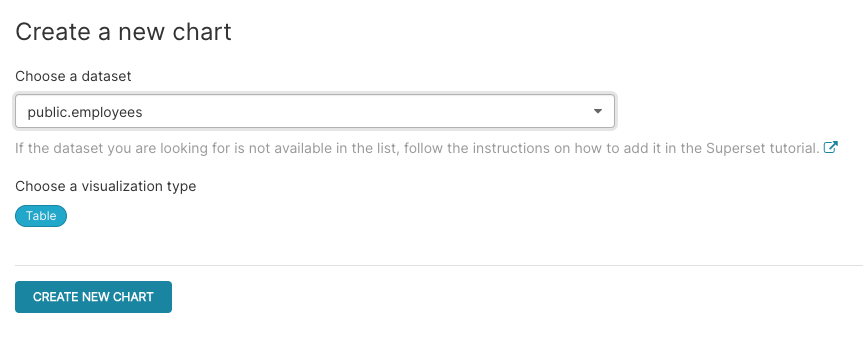 Create a new chart
Choose a dataset
public.employees
If the dataset you are looking for is not available in the list, follow the instructions on how to add it in the Superset tutorial.
Choose a visualization type
Table
CREATE NEW CHART